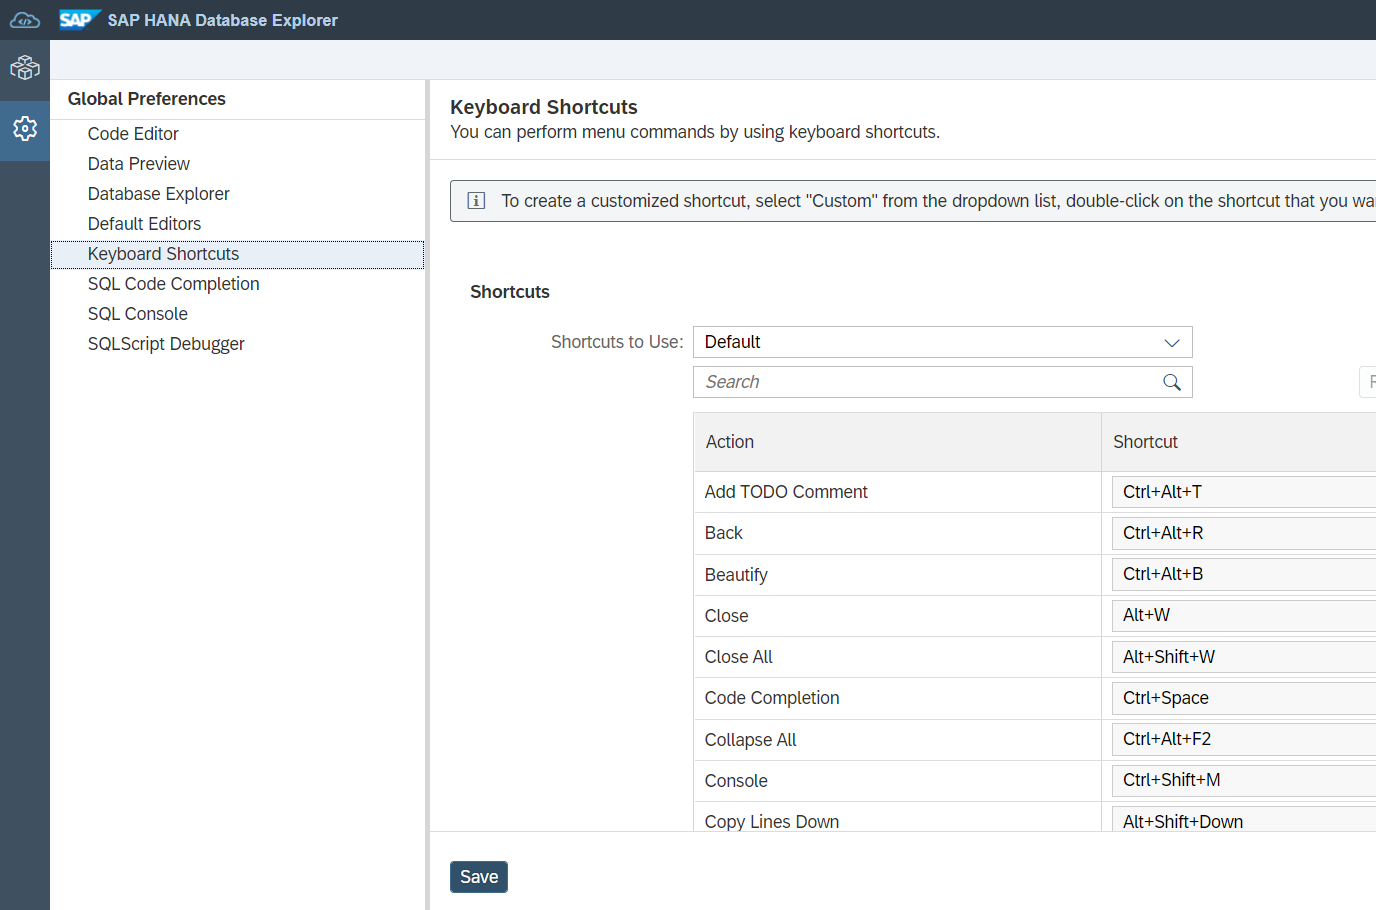 SAP SAP HANA Database Explorer
Global Preferences
Code Editor
Data Preview
Database Explorer
Default Editors
Keyboard Shortcuts
SQL Code Completion
SQL Console
SQLScript Debugger
Keyboard Shortcuts
You can perform menu commands by using keyboard shortcuts.
To create a customized shortcut, select "Custom" from the dropdown list, double-click on the shortcut that you
Shortcuts
Shortcuts to Use: Default
Search
Action Shortcut
Add TODO Comment Ctrl+Alt+T
Back Ctrl+Alt+R
Beautify Ctrl+Alt+B
Close Alt+W
Close All Alt+Shift+W
Code Completion Ctrl+Space
Collapse All Ctrl+Alt+F2
Console Ctrl+Shift+M
Copy Lines Down Alt+Shift+Down
Save